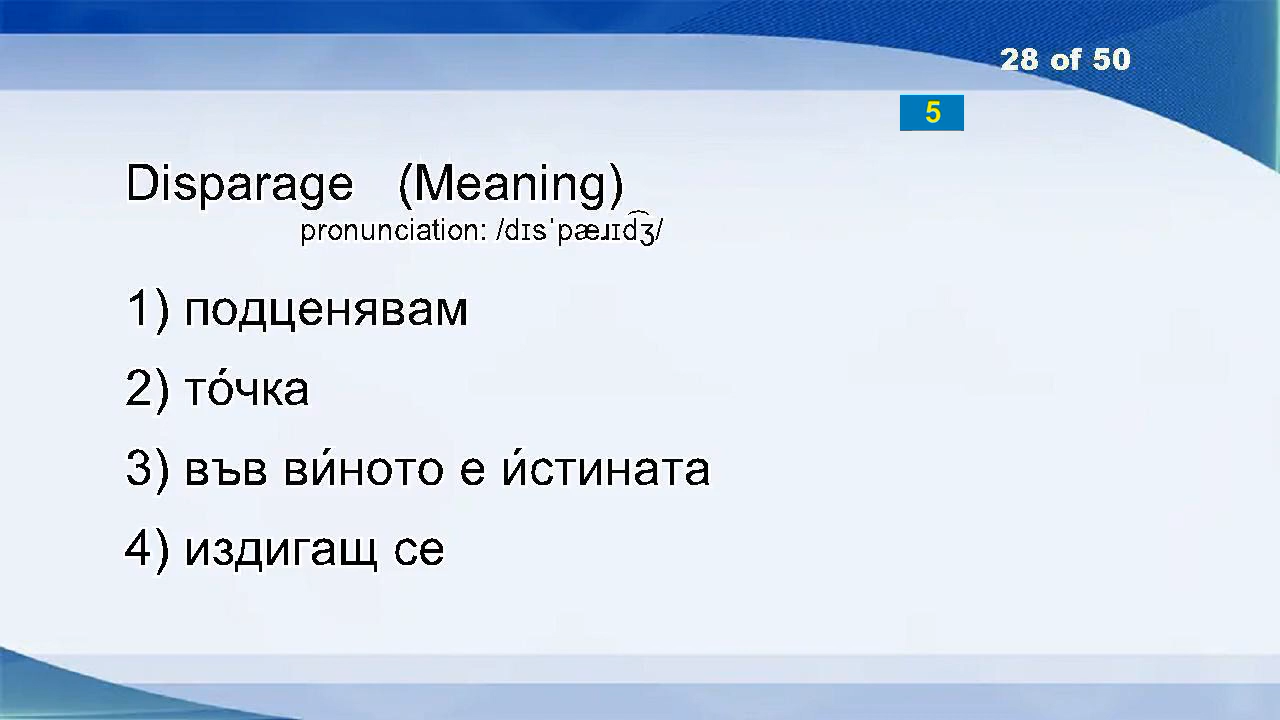 28 of 50
5
Disparage (Meaning)
pronunciation: /dɪsˈpæɹɪd͡ʒ/
1) подценявам
2) то́чка
3) във ви́ното е и́стината
4) издигащ се